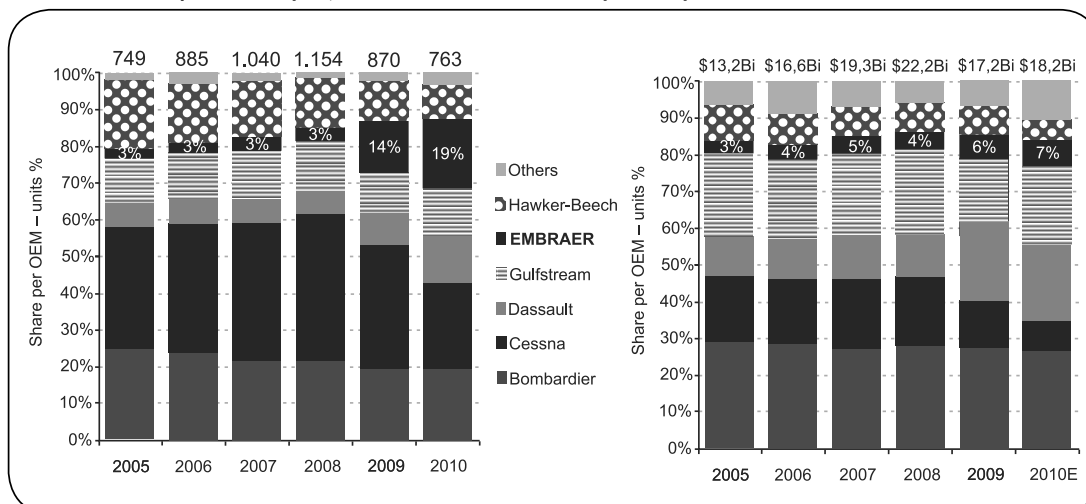 749 885 1.040 1.154 870 763
100%
90%
80%
70%
60%
50%
40%
30%
20%
10%
0%
Share per OEM – units %
3% 3% 3% 3% 14% 19%
2005 2006 2007 2008 2009 2010
Others
Hawker-Beech
EMBRAER
Gulfstream
Dassault
Cessna
Bombardier
$13,2Bi $16,6Bi $19,3Bi $22,2Bi $17,2Bi $18,2Bi
100%
90%
80%
70%
60%
50%
40%
30%
20%
10%
0%
Share per OEM – units %
3% 4% 5% 4% 6% 7%
2005 2006 2007 2008 2009 2010E